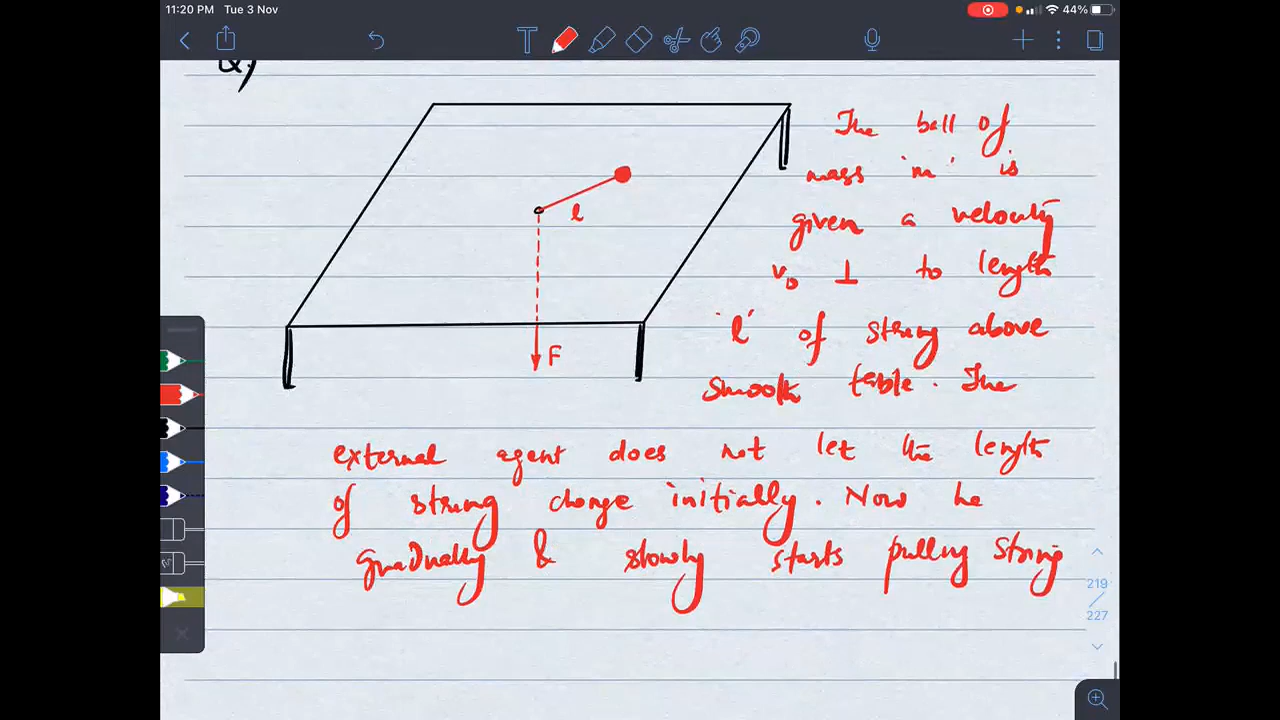 11:20 PM Tue 3 Nov
44%
Q)
The ball of
mass 'm' is
given a velocity
v₀ ⊥ to length
'l' of string above
smooth table. The
l
F
external agent does not let the length
of string change initially. Now he
gradually & slowly starts pulling string
219
227